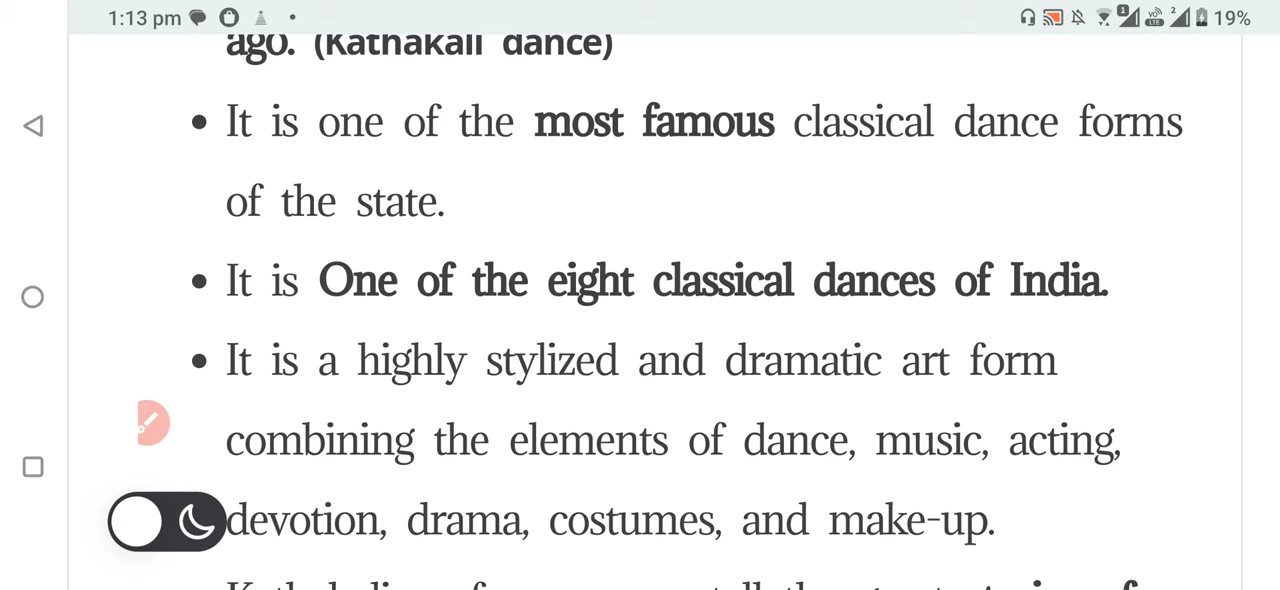 1:13 pm
19%
ago. (Kathakali dance)
• It is one of the most famous classical dance forms
of the state.
• It is One of the eight classical dances of India.
• It is a highly stylized and dramatic art form
combining the elements of dance, music, acting,
devotion, drama, costumes, and make-up.